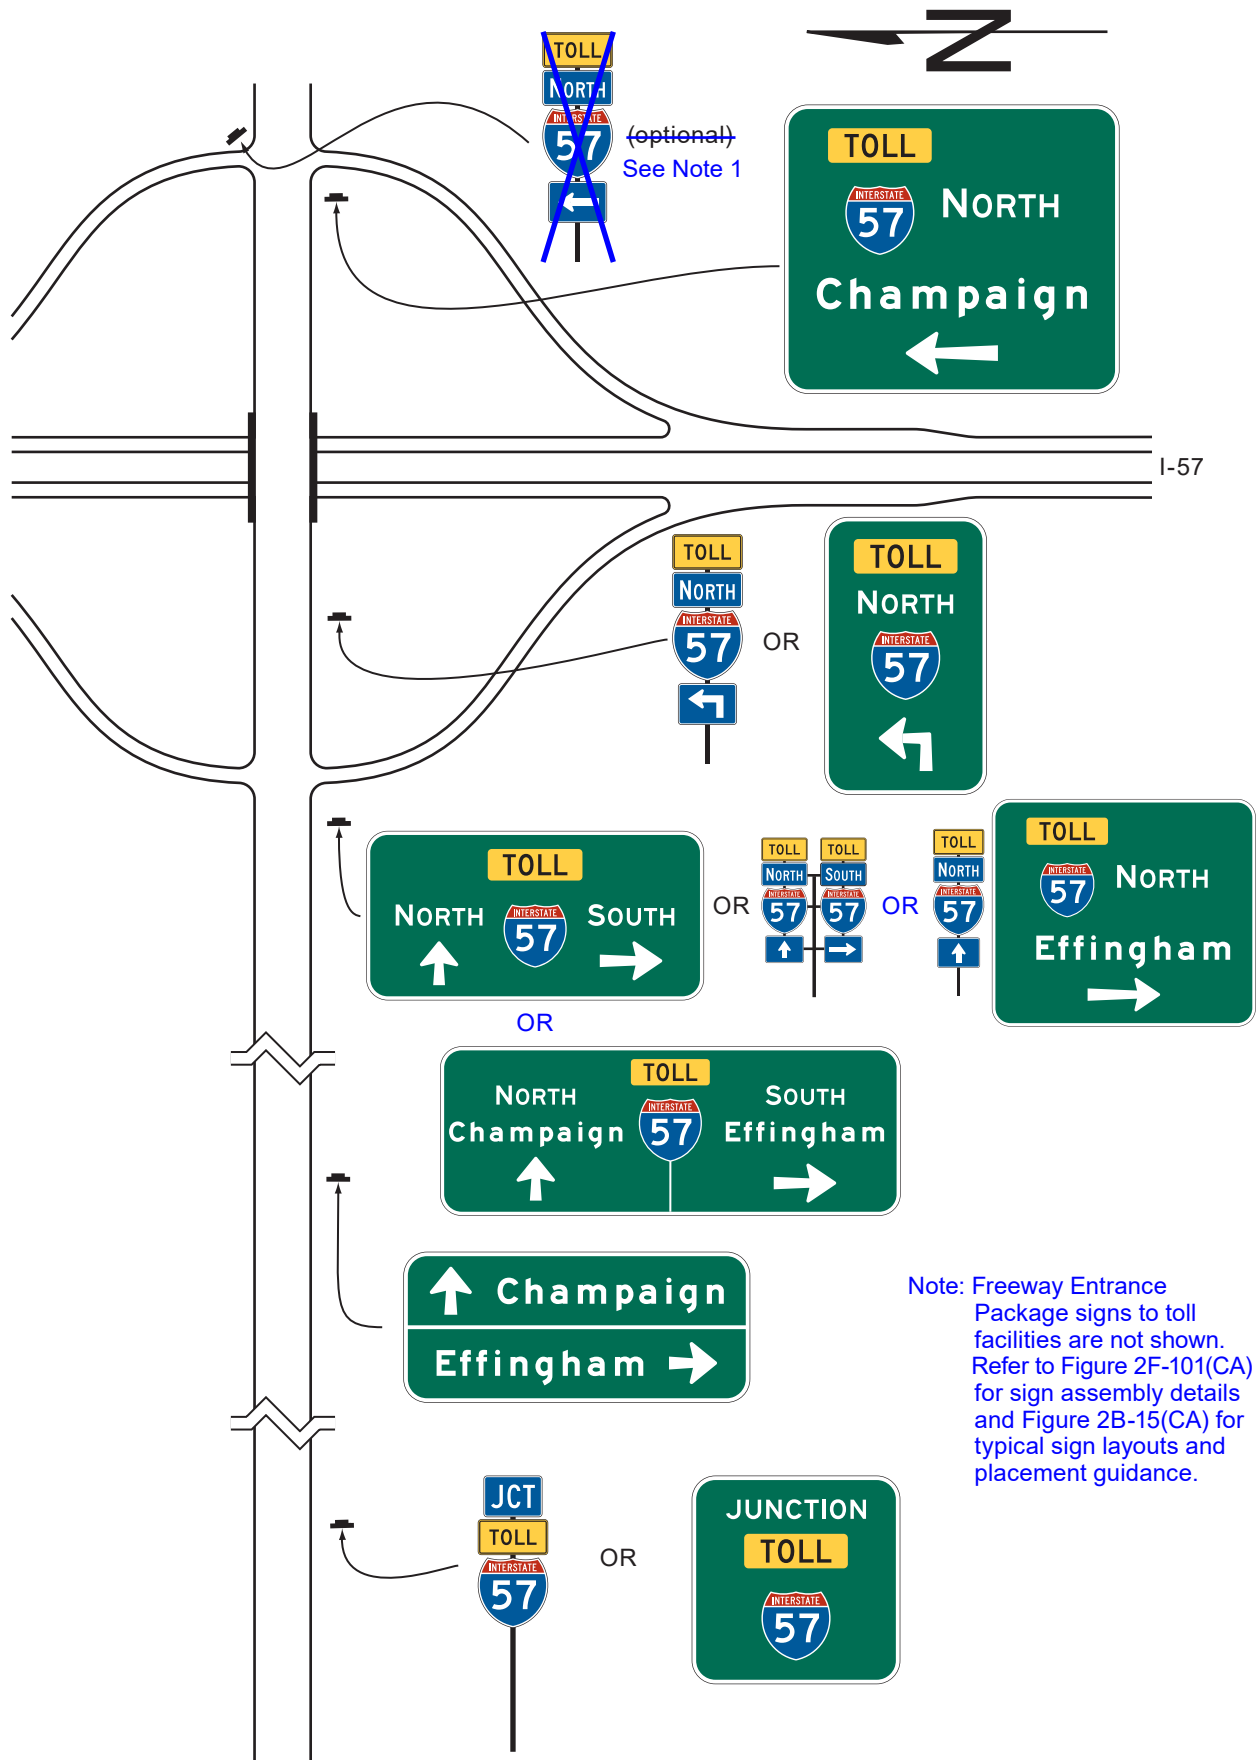 N
TOLL
NORTH
INTERSTATE
57
(optional)
See Note 1
TOLL
INTERSTATE
57
NORTH
Champaign
I-57
TOLL
NORTH
INTERSTATE
57
OR
TOLL
NORTH
INTERSTATE
57
TOLL
NORTH
INTERSTATE
57
SOUTH
OR
TOLL
NORTH
INTERSTATE
57
TOLL
SOUTH
INTERSTATE
57
OR
TOLL
NORTH
INTERSTATE
57
TOLL
INTERSTATE
57
NORTH
Effingham
OR
TOLL
NORTH
Champaign
INTERSTATE
57
SOUTH
Effingham
Champaign
Effingham
Note: Freeway Entrance
Package signs to toll
facilities are not shown.
Refer to Figure 2F-101(CA)
for sign assembly details
and Figure 2B-15(CA) for
typical sign layouts and
placement guidance.
JCT
TOLL
INTERSTATE
57
OR
JUNCTION
TOLL
INTERSTATE
57